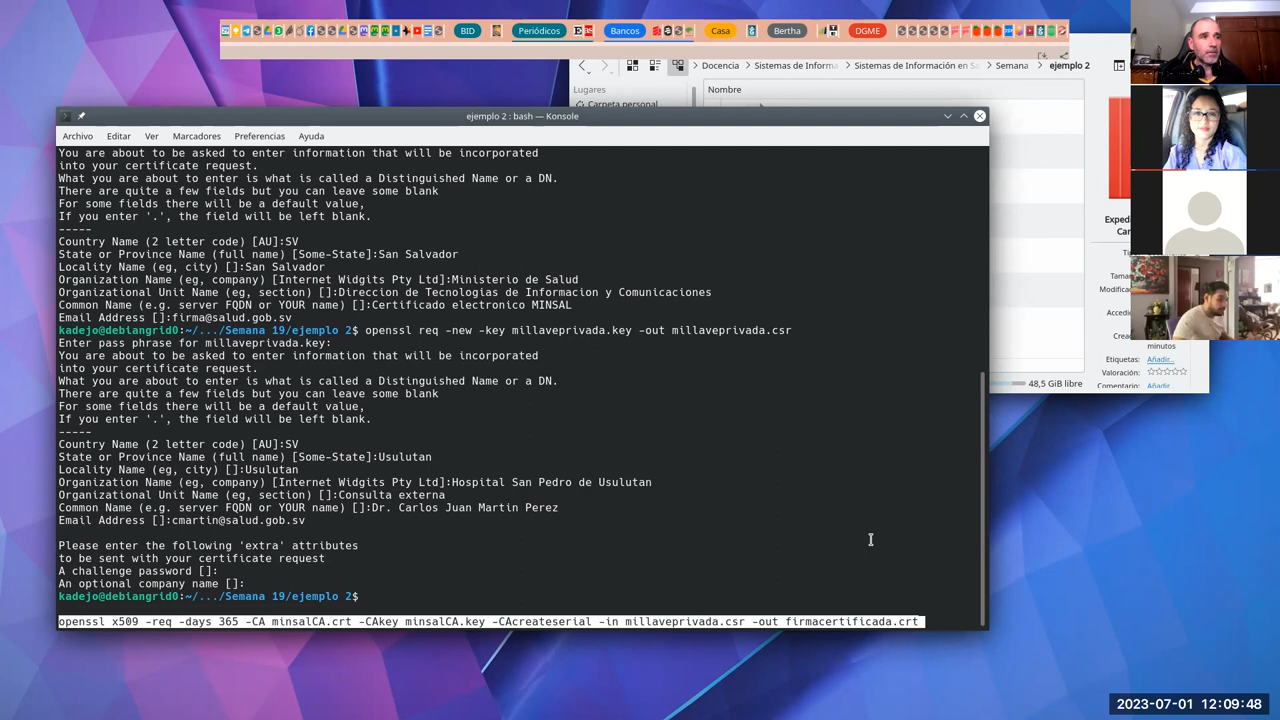 BID
Periódicos
Bancos
Casa
Bertha
DGME
Docencia
Sistemas de Informa
Sistemas de Información en Sa
Semana
ejemplo 2
Lugares
Nombre
Carpeta personal
ejemplo 2 : bash — Konsole
Archivo Editar Ver Marcadores Preferencias Ayuda
You are about to be asked to enter information that will be incorporated
into your certificate request.
What you are about to enter is what is called a Distinguished Name or a DN.
There are quite a few fields but you can leave some blank
For some fields there will be a default value,
If you enter '.', the field will be left blank.
-----
Country Name (2 letter code) [AU]:SV
State or Province Name (full name) [Some-State]:San Salvador
Locality Name (eg, city) []:San Salvador
Organization Name (eg, company) [Internet Widgits Pty Ltd]:Ministerio de Salud
Organizational Unit Name (eg, section) []:Direccion de Tecnologias de Informacion y Comunicaciones
Common Name (e.g. server FQDN or YOUR name) []:Certificado electronico MINSAL
Email Address []:firma@salud.gob.sv
kadejo@debiangrid0:~/.../Semana 19/ejemplo 2$ openssl req -new -key millaveprivada.key -out millaveprivada.csr
Enter pass phrase for millaveprivada.key:
You are about to be asked to enter information that will be incorporated
into your certificate request.
What you are about to enter is what is called a Distinguished Name or a DN.
There are quite a few fields but you can leave some blank
For some fields there will be a default value,
If you enter '.', the field will be left blank.
-----
Country Name (2 letter code) [AU]:SV
State or Province Name (full name) [Some-State]:Usulutan
Locality Name (eg, city) []:Usulutan
Organization Name (eg, company) [Internet Widgits Pty Ltd]:Hospital San Pedro de Usulutan
Organizational Unit Name (eg, section) []:Consulta externa
Common Name (e.g. server FQDN or YOUR name) []:Dr. Carlos Juan Martin Perez
Email Address []:cmartin@salud.gob.sv
Please enter the following 'extra' attributes
to be sent with your certificate request
A challenge password []:
An optional company name []:
kadejo@debiangrid0:~/.../Semana 19/ejemplo 2$
openssl x509 -req -days 365 -CA minsalCA.crt -CAkey minsalCA.key -CAcreateserial -in millaveprivada.csr -out firmacertificada.crt
Expedi
Car
Tama
Modifica
Accedi
Crea
minutos
Etiquetas: Añadir...
Valoración:
Comentario: Añadir...
48,5 GiB libre
2023-07-01 12:09:48